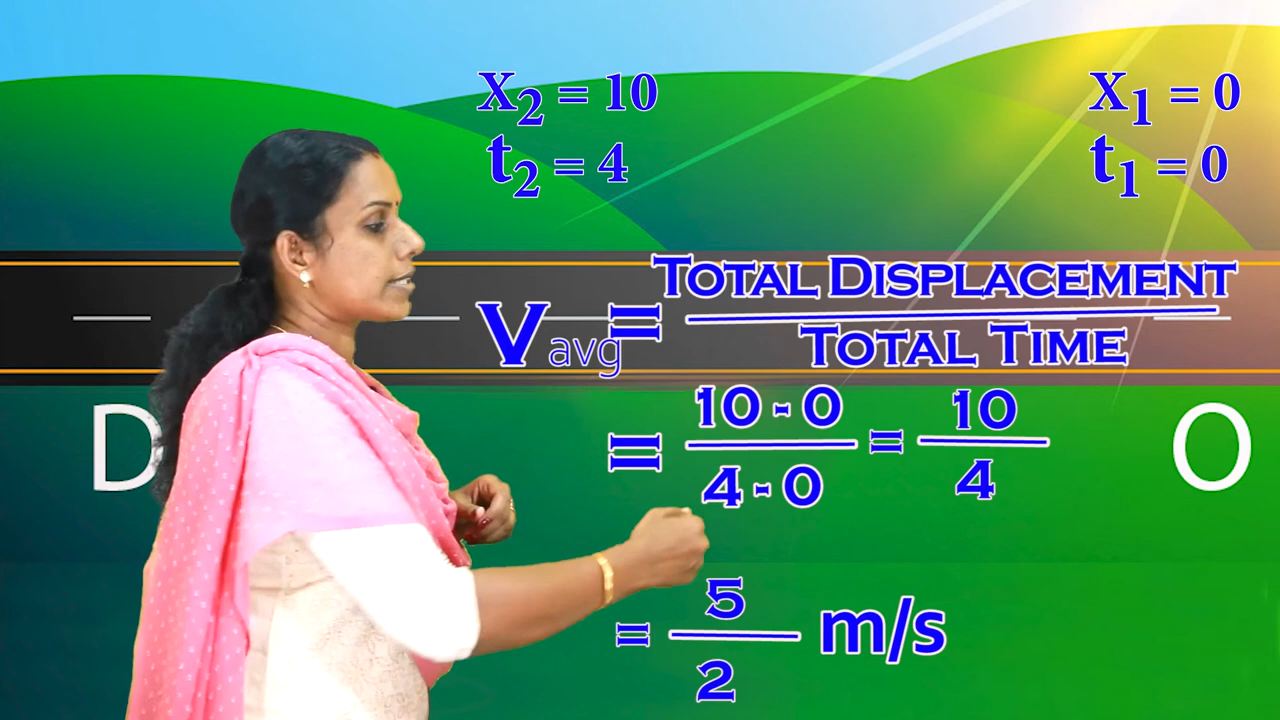 x2 = 10
t2 = 4
x1 = 0
t1 = 0
Vavg = TOTAL DISPLACEMENT / TOTAL TIME
= 10 - 0 / 4 - 0 = 10 / 4
= 5 / 2 m/s
D
O